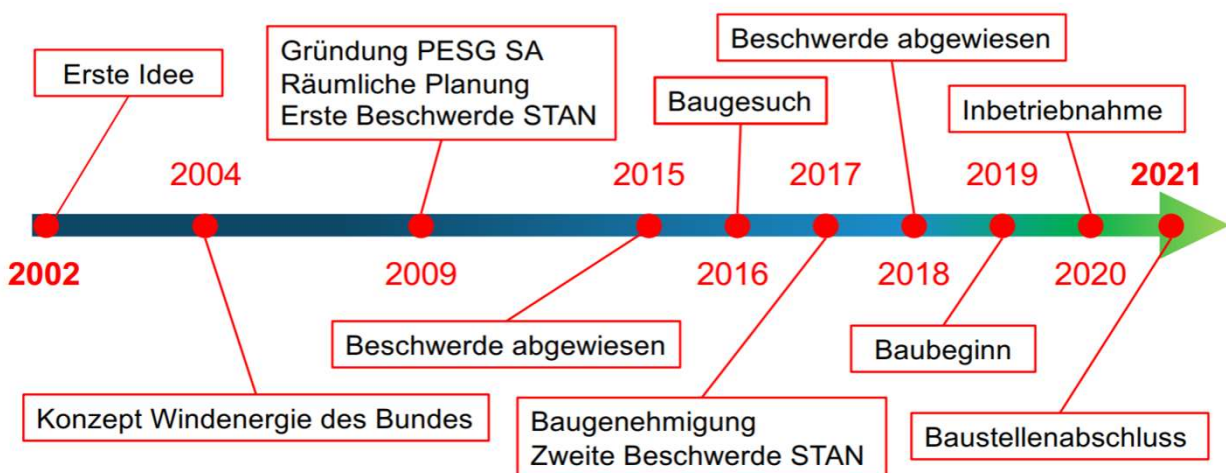 Erste Idee
Gründung PESG SA
Räumliche Planung
Erste Beschwerde STAN
Beschwerde abgewiesen
Baugesuch
Inbetriebnahme
2004
2015
2017
2019
2021
2002
2009
2016
2018
2020
Beschwerde abgewiesen
Baubeginn
Konzept Windenergie des Bundes
Baugenehmigung
Zweite Beschwerde STAN
Baustellenabschluss